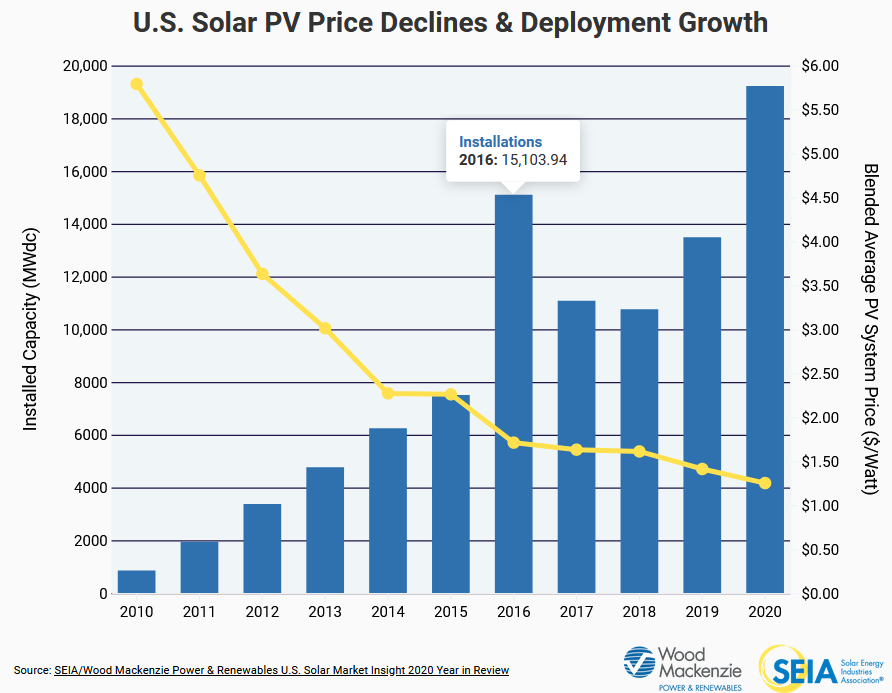 U.S. Solar PV Price Declines & Deployment Growth
20,000
18,000
16,000
14,000
12,000
10,000
8000
6000
4000
2000
0
Installed Capacity (MWdc)
Installations
2016: 15,103.94
$6.00
$5.50
$5.00
$4.50
$4.00
$3.50
$3.00
$2.50
$2.00
$1.50
$1.00
$0.50
$0.00
Blended Average PV System Price ($/Watt)
2010 2011 2012 2013 2014 2015 2016 2017 2018 2019 2020
Source: SEIA/Wood Mackenzie Power & Renewables U.S. Solar Market Insight 2020 Year in Review
Wood
Mackenzie
POWER & RENEWABLES
SEIA
Solar Energy
Industries
Association®